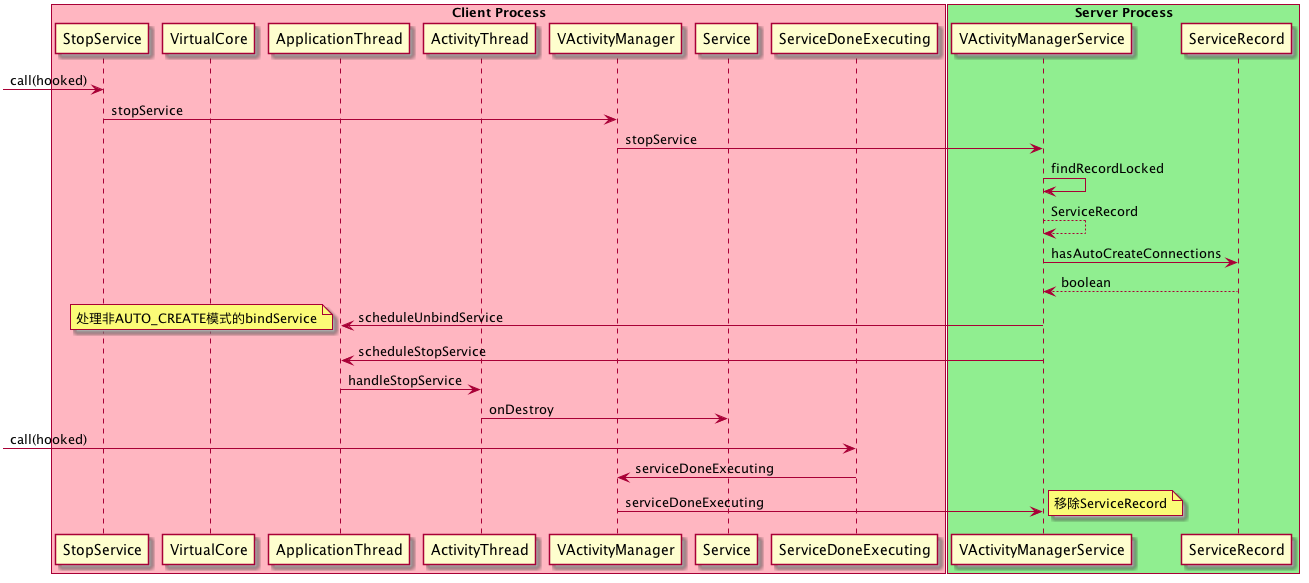 Client Process
Server Process
StopService
VirtualCore
ApplicationThread
ActivityThread
VActivityManager
Service
ServiceDoneExecuting
VActivityManagerService
ServiceRecord
call(hooked)
stopService
stopService
findRecordLocked
ServiceRecord
hasAutoCreateConnections
boolean
处理非AUTO_CREATE模式的bindService
scheduleUnbindService
scheduleStopService
handleStopService
onDestroy
call(hooked)
serviceDoneExecuting
serviceDoneExecuting
移除ServiceRecord
StopService
VirtualCore
ApplicationThread
ActivityThread
VActivityManager
Service
ServiceDoneExecuting
VActivityManagerService
ServiceRecord